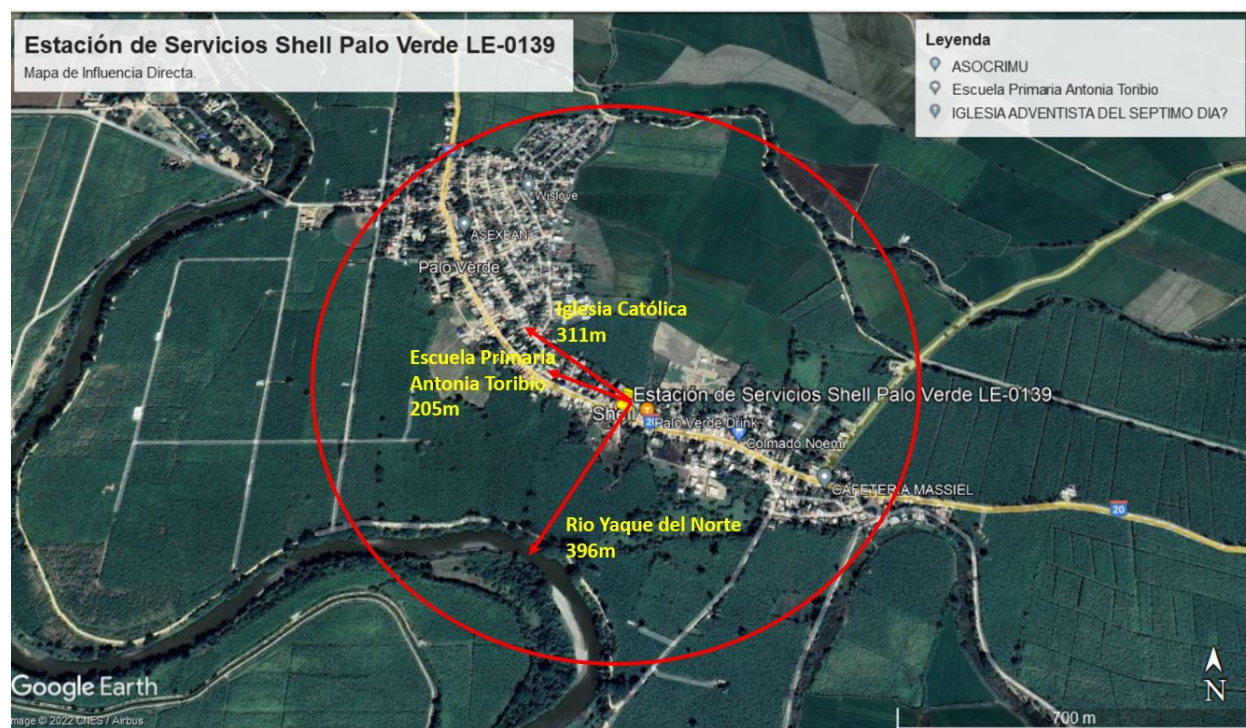 Estación de Servicios Shell Palo Verde LE-0139
Mapa de Influencia Directa.
Leyenda
ASOCRIMU
Escuela Primaria Antonia Toribio
IGLESIA ADVENTISTA DEL SEPTIMO DIA?
Wislove
ASEXBAN
Palo Verde
Iglesia Católica
311m
Escuela Primaria
Antonia Toribio
205m
Estación de Servicios Shell Palo Verde LE-0139
Shell
20
Palo Verde Drink
Colmado Noemi
CAFETERIA MASSIEL
20
Rio Yaque del Norte
396m
Google Earth
mage © 2022 CNES / Airbus
700 m
N